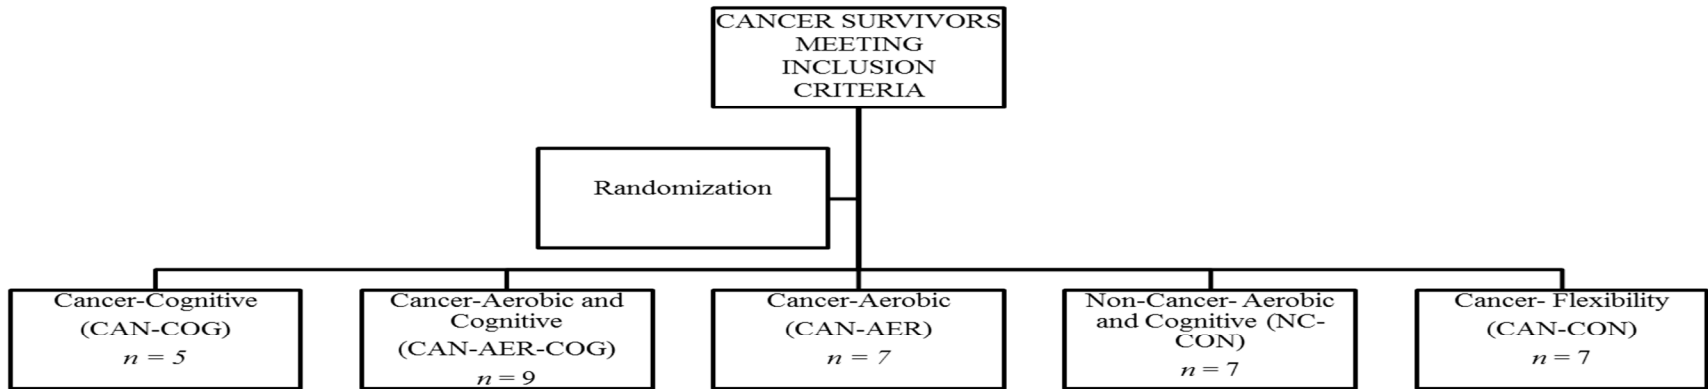 CANCER SURVIVORS
MEETING
INCLUSION
CRITERIA
Randomization
Cancer-Cognitive
(CAN-COG)
n = 5
Cancer-Aerobic and
Cognitive
(CAN-AER-COG)
n = 9
Cancer-Aerobic
(CAN-AER)
n = 7
Non-Cancer- Aerobic
and Cognitive (NC-
CON)
n = 7
Cancer- Flexibility
(CAN-CON)
n = 7